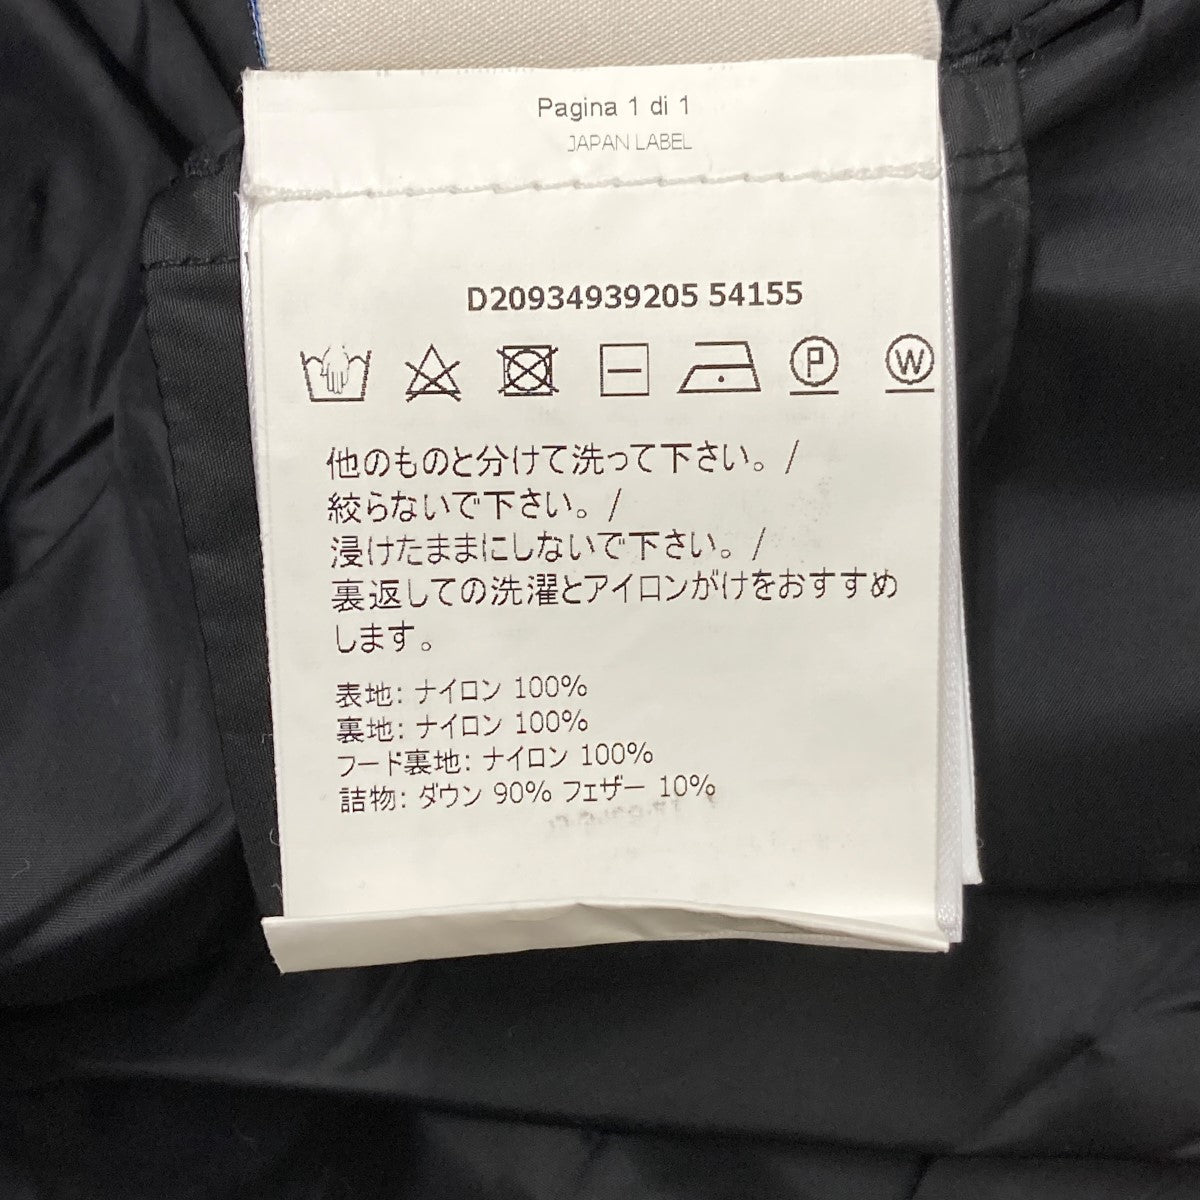 Pagina 1 di 1
JAPAN LABEL
D20934939205 54155
P W
他のものと分けて洗って下さい。/
絞らないで下さい。/
浸けたままにしないで下さい。/
裏返しての洗濯とアイロンがけをおすすめ
します。
表地: ナイロン 100%
裏地: ナイロン 100%
フード裏地: ナイロン 100%
詰物: ダウン 90% フェザー 10%